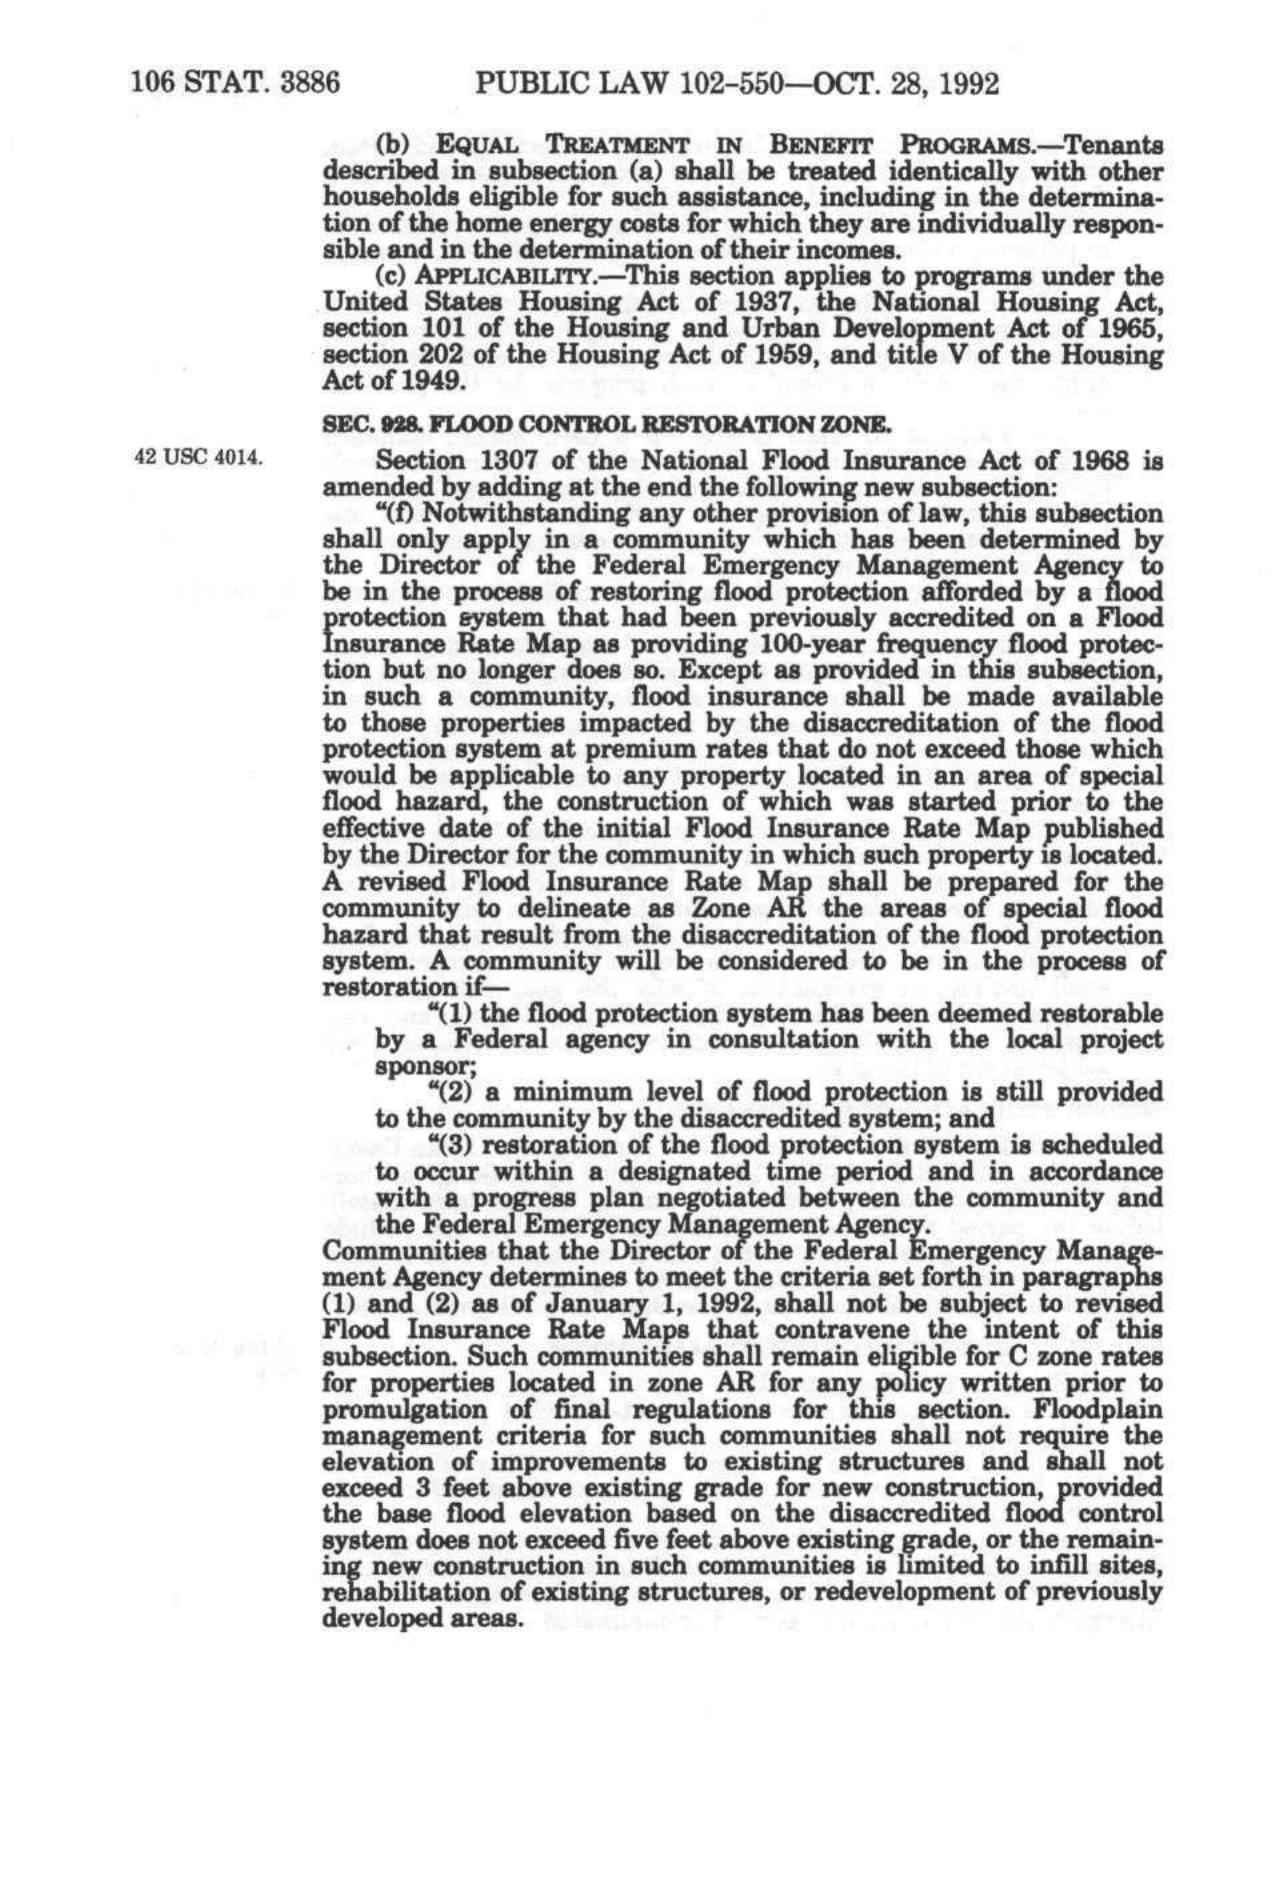 106 STAT. 3886 PUBLIC LAW 102-550—OCT. 28, 1992
(b) EQUAL TREATMENT IN BENEFIT PROGRAMS.—Tenants
described in subsection (a) shall be treated identically with other
households eligible for such assistance, including in the determina-
tion of the home energy costs for which they are individually respon-
sible and in the determination of their incomes.
(c) APPLICABILITY.—This section applies to programs under the
United States Housing Act of 1937, the National Housing Act,
section 101 of the Housing and Urban Development Act of 1965,
section 202 of the Housing Act of 1959, and title V of the Housing
Act of 1949.
SEC. 928. FLOOD CONTROL RESTORATION ZONE.
42 USC 4014.
Section 1307 of the National Flood Insurance Act of 1968 is
amended by adding at the end the following new subsection:
"(f) Notwithstanding any other provision of law, this subsection
shall only apply in a community which has been determined by
the Director of the Federal Emergency Management Agency to
be in the process of restoring flood protection afforded by a flood
protection system that had been previously accredited on a Flood
Insurance Rate Map as providing 100-year frequency flood protec-
tion but no longer does so. Except as provided in this subsection,
in such a community, flood insurance shall be made available
to those properties impacted by the disaccreditation of the flood
protection system at premium rates that do not exceed those which
would be applicable to any property located in an area of special
flood hazard, the construction of which was started prior to the
effective date of the initial Flood Insurance Rate Map published
by the Director for the community in which such property is located.
A revised Flood Insurance Rate Map shall be prepared for the
community to delineate as Zone AR the areas of special flood
hazard that result from the disaccreditation of the flood protection
system. A community will be considered to be in the process of
restoration if—
"(1) the flood protection system has been deemed restorable
by a Federal agency in consultation with the local project
sponsor;
"(2) a minimum level of flood protection is still provided
to the community by the disaccredited system; and
"(3) restoration of the flood protection system is scheduled
to occur within a designated time period and in accordance
with a progress plan negotiated between the community and
the Federal Emergency Management Agency.
Communities that the Director of the Federal Emergency Manage-
ment Agency determines to meet the criteria set forth in paragraphs
(1) and (2) as of January 1, 1992, shall not be subject to revised
Flood Insurance Rate Maps that contravene the intent of this
subsection. Such communities shall remain eligible for C zone rates
for properties located in zone AR for any policy written prior to
promulgation of final regulations for this section. Floodplain
management criteria for such communities shall not require the
elevation of improvements to existing structures and shall not
exceed 3 feet above existing grade for new construction, provided
the base flood elevation based on the disaccredited flood control
system does not exceed five feet above existing grade, or the remain-
ing new construction in such communities is limited to infill sites,
rehabilitation of existing structures, or redevelopment of previously
developed areas.